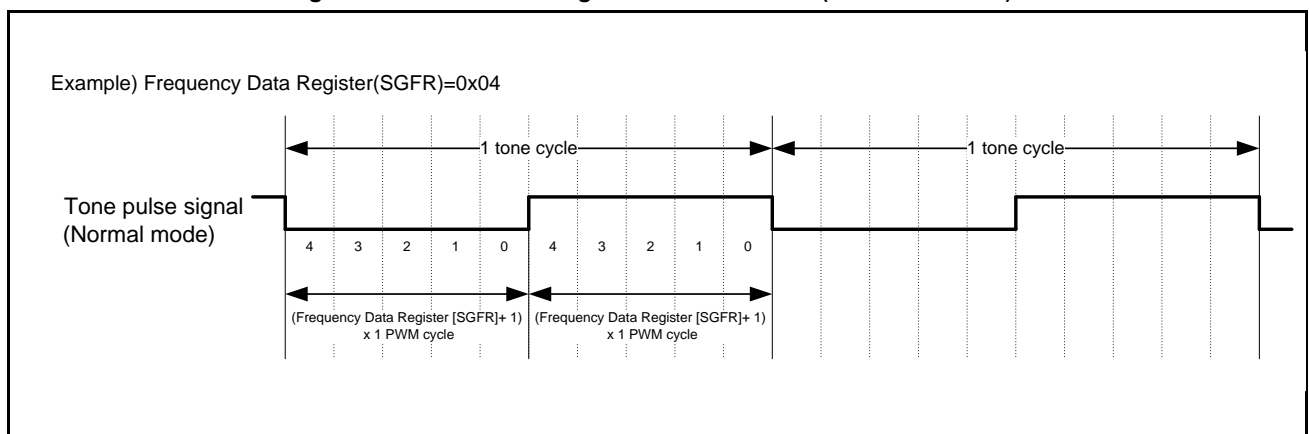 Example) Frequency Data Register(SGFR)=0x04
1 tone cycle
1 tone cycle
Tone pulse signal
(Normal mode)
4 3 2 1 0 4 3 2 1 0
(Frequency Data Register [SGFR]+ 1)
x 1 PWM cycle
(Frequency Data Register [SGFR]+ 1)
x 1 PWM cycle